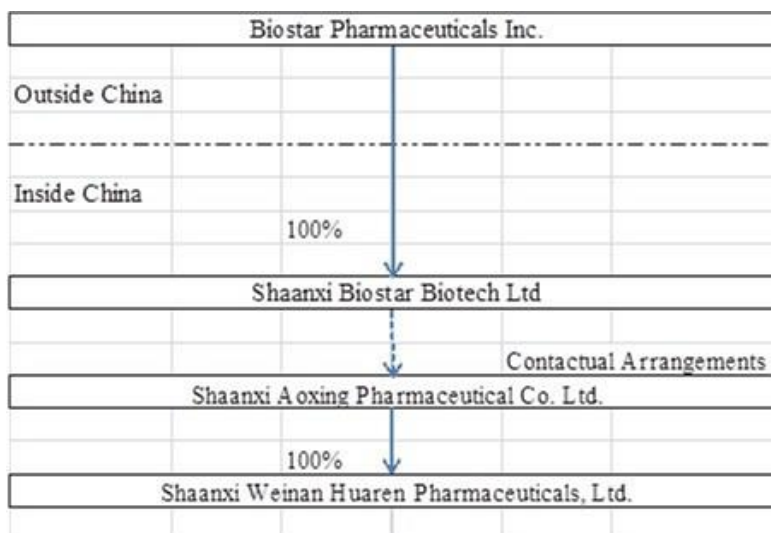 Biostar Pharmaceuticals Inc.
Outside China
Inside China
100%
Shaanxi Biostar Biotech Ltd
Contactual Arrangements
Shaanxi Aoxing Pharmaceutical Co. Ltd.
100%
Shaanxi Weinan Huaren Pharmaceuticals, Ltd.